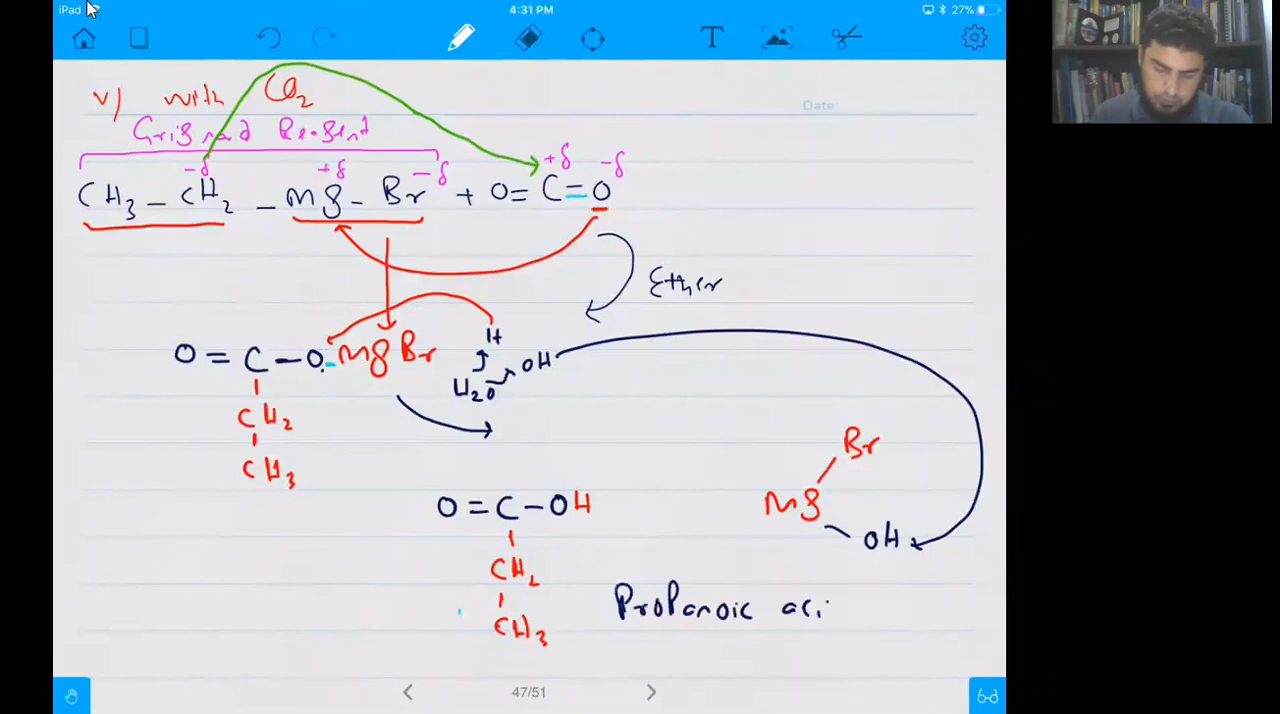 iPad
4:31 PM
27%
T
Date:
v) with CO2
Grignard Reagent
-δ +δ -δ +δ -δ
CH3 - CH2 - Mg - Br + O=C=O
Ether
H
O = C - O - MgBr H2O OH
CH2
CH3
Br
Mg
OH
O = C - OH
CH2
CH3
Propanoic aci
47/51